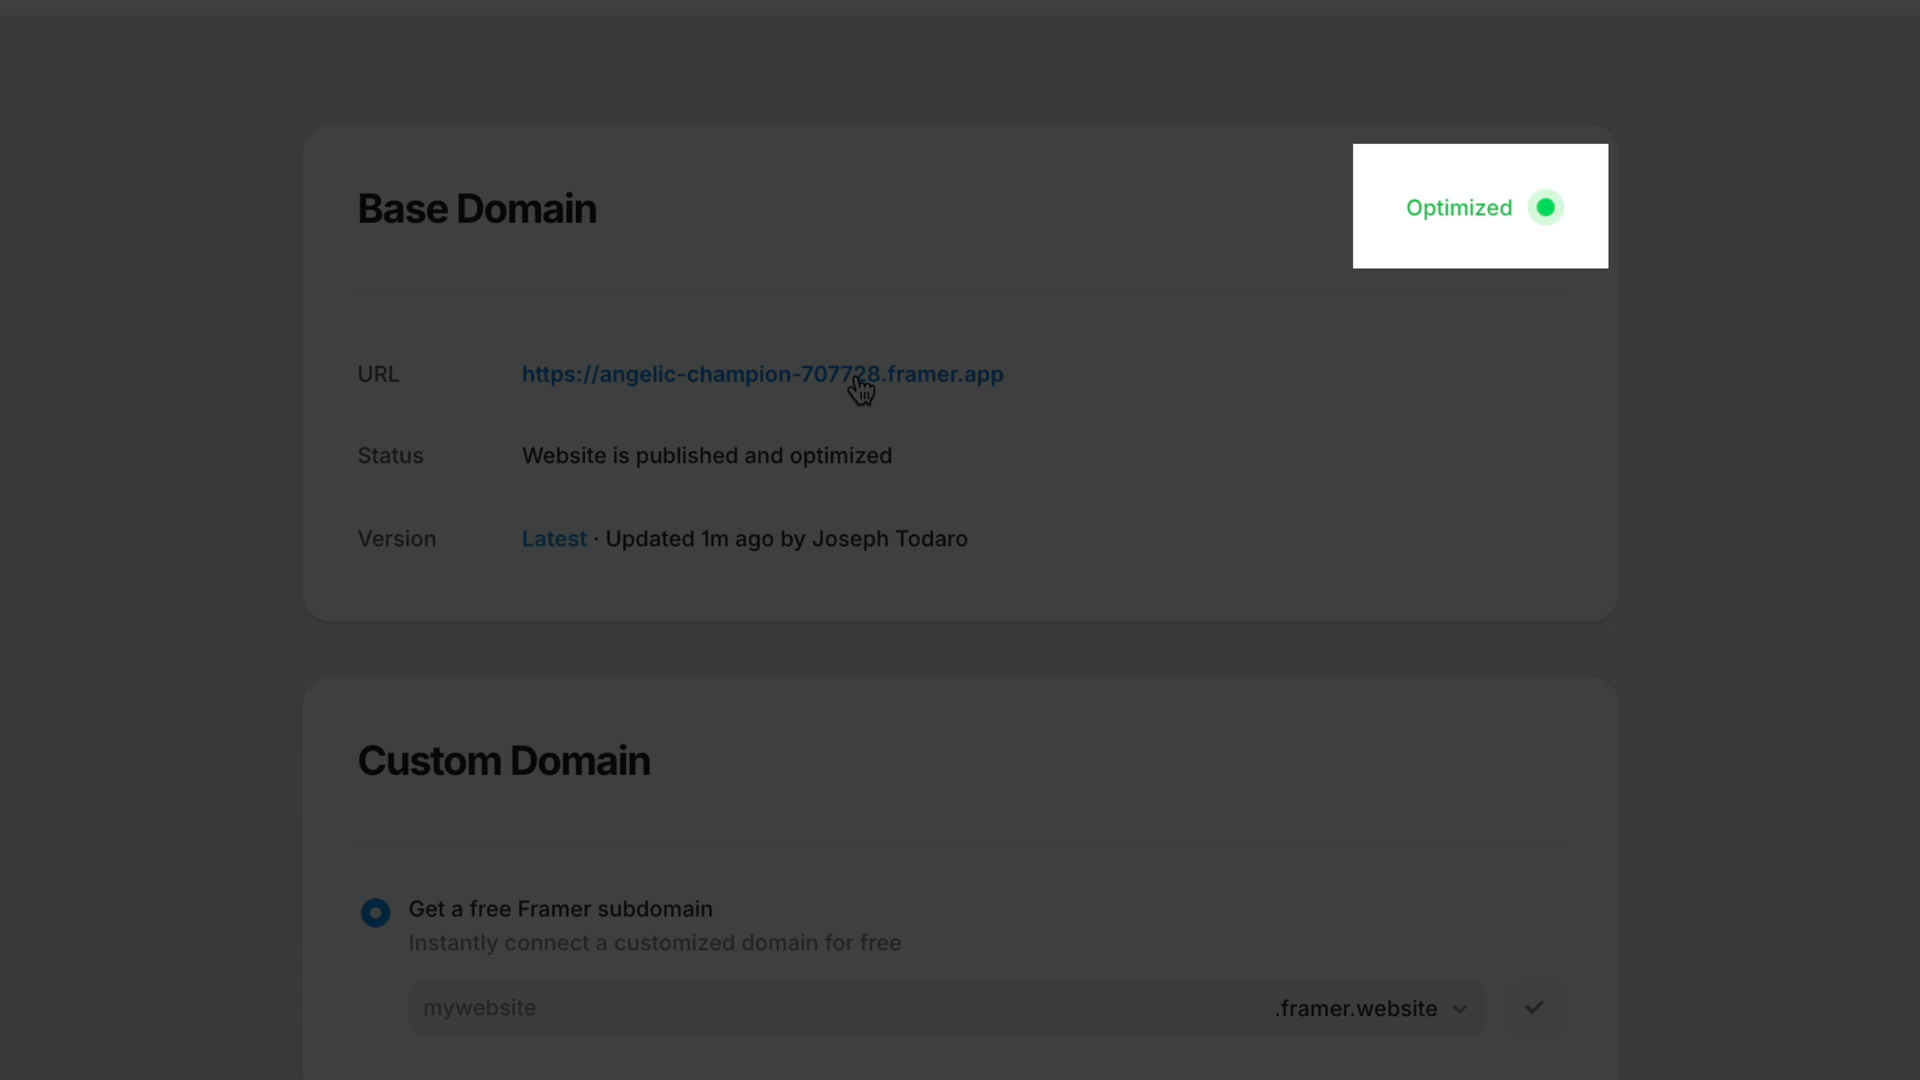 Base Domain
Optimized
URL
https://angelic-champion-707728.framer.app
Status
Website is published and optimized
Version
Latest · Updated 1m ago by Joseph Todaro
Custom Domain
Get a free Framer subdomain
Instantly connect a customized domain for free
mywebsite
.framer.website